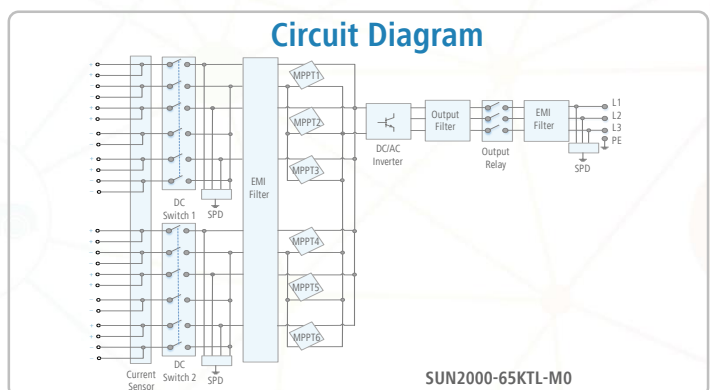 Circuit Diagram
MPPT1
MPPT2
MPPT3
MPPT4
MPPT5
MPPT6
EMI
Filter
DC
Switch 1
SPD
DC
Switch 2
SPD
Current
Sensor
DC/AC
Inverter
Output
Filter
Output
Relay
EMI
Filter
SPD
L1
L2
L3
PE
SUN2000-65KTL-M0